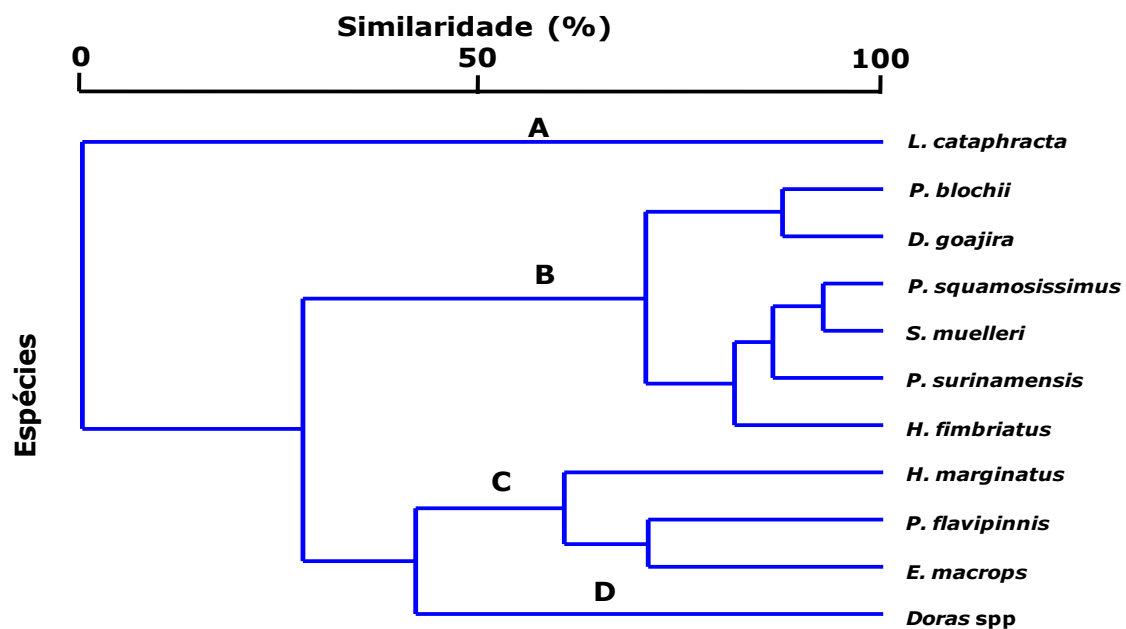 Similaridade (%)
0 50 100
A
L. cataphracta
P. blochii
D. goajira
B
P. squamosissimus
S. muelleri
Espécies
P. surinamensis
H. fimbriatus
H. marginatus
C
P. flavipinnis
E. macrops
D
Doras spp